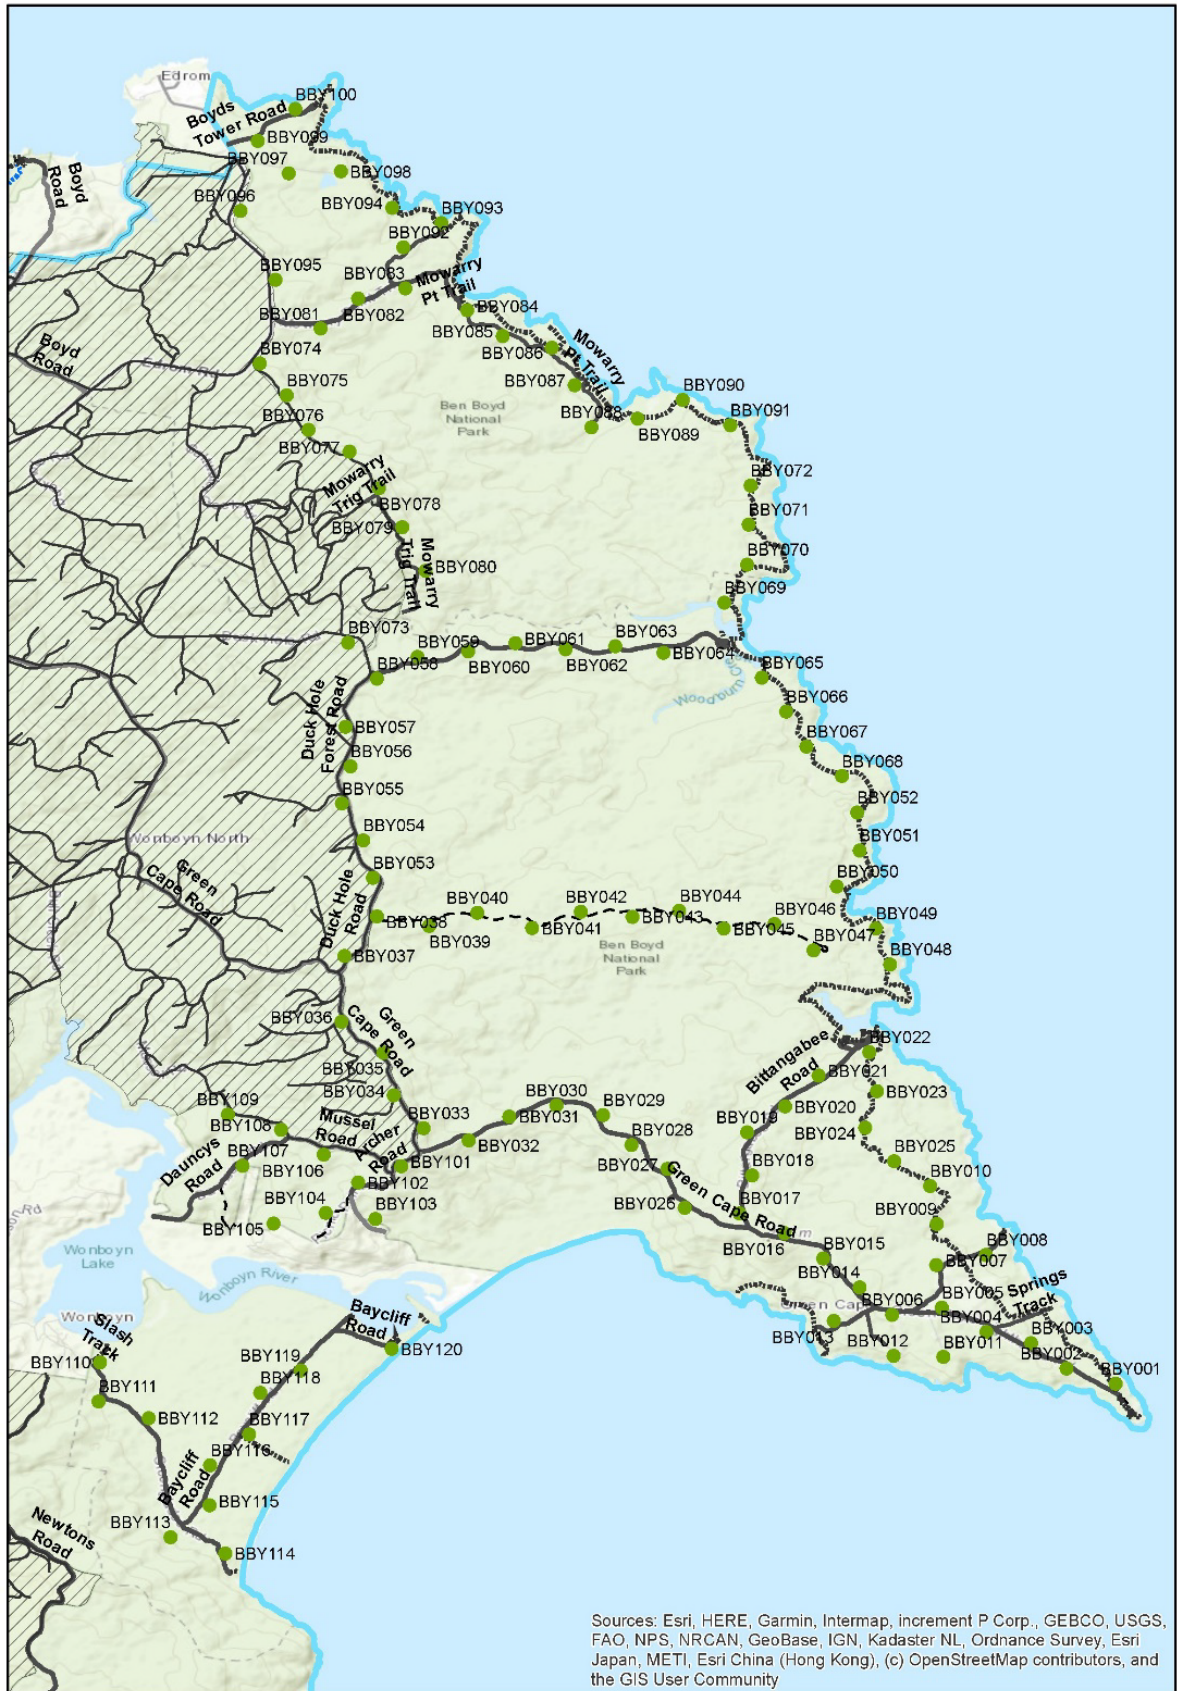 Edrom
BBY100
Boyds
Tower Road
BBY099
BBY097
Boyd
Road
BBY098
BBY096
BBY094
BBY093
BBY092
BBY095
BBY083
Mowarry
Pt Trail
BBY081
BBY082
BBY084
BBY085
BBY086
Mowarry
Pt Trail
BBY074
Boyd
Road
Edrom Rd
BBY075
BBY087
BBY090
Ben Boyd
National
Park
BBY088
BBY091
BBY076
BBY089
BBY077
Mowarry
Trig Trail
BBY072
BBY078
BBY079
BBY071
BBY070
Mowarry
Trig Trail
BBY080
BBY069
BBY073
BBY059
BBY061
BBY063
BBY058
BBY060
BBY062
BBY064
BBY065
Duck Hole
Forest Road
BBY066
BBY057
BBY067
BBY056
BBY068
BBY055
BBY052
BBY054
Wonboyn North
BBY051
BBY053
Green
Cape Road
BBY050
BBY040
BBY042
BBY044
Duck Hole
Road
BBY038
BBY039
BBY041
BBY043
BBY045
BBY046
BBY049
Ben Boyd
National
Park
BBY047
BBY048
BBY037
BBY036
Green
Cape Road
BBY022
BBY035
Bittangabee
Road
BBY021
BBY034
BBY023
BBY109
BBY030
BBY029
BBY020
BBY033
BBY031
BBY019
BBY024
BBY108
Mussel
Road
Archer
Road
BBY032
BBY028
BBY025
Dauncys
Road
BBY107
BBY106
BBY101
BBY027
BBY018
BBY010
BBY102
Green Cape Road
BBY104
BBY103
BBY026
BBY017
BBY009
BBY105
BBY016
BBY015
BBY008
Wonboyn
Lake
BBY014
BBY007
Wonboyn River
Springs
Track
BBY005
Wonboyn
Slash
Track
Baycliff
Road
Green Cap
BBY006
BBY004
BBY013
BBY012
BBY011
BBY003
BBY120
BBY110
BBY119
BBY002
BBY001
BBY111
BBY118
BBY112
BBY117
BBY116
Baycliff
Road
BBY115
BBY113
Newtons
Road
BBY114
Sources: Esri, HERE, Garmin, Intermap, increment P Corp., GEBCO, USGS,
FAO, NPS, NRCAN, GeoBase, IGN, Kadaster NL, Ordnance Survey, Esri
Japan, METI, Esri China (Hong Kong), (c) OpenStreetMap contributors, and
the GIS User Community